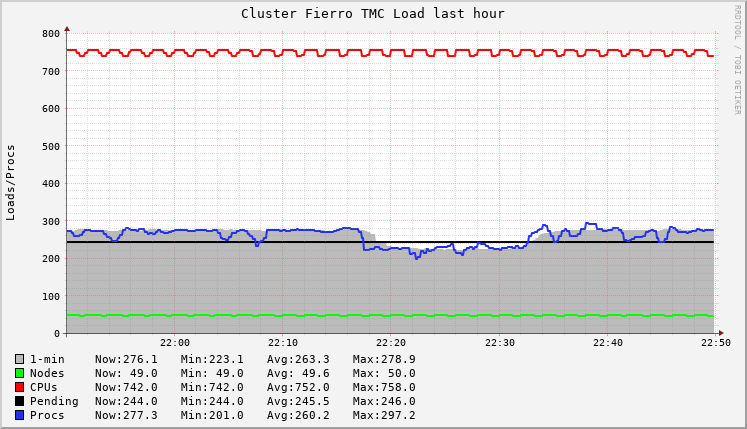 Cluster Fierro TMC Load last hour
RRDTOOL / TOBI OETIKER
Loads/Procs
800
700
600
500
400
300
200
100
0
22:00 22:10 22:20 22:30 22:40 22:50
1-min Now:276.1 Min:223.1 Avg:263.3 Max:278.9
Nodes Now: 49.0 Min: 49.0 Avg: 49.6 Max: 50.0
CPUs Now:742.0 Min:742.0 Avg:752.0 Max:758.0
Pending Now:244.0 Min:244.0 Avg:245.5 Max:246.0
Procs Now:277.3 Min:201.0 Avg:260.2 Max:297.2